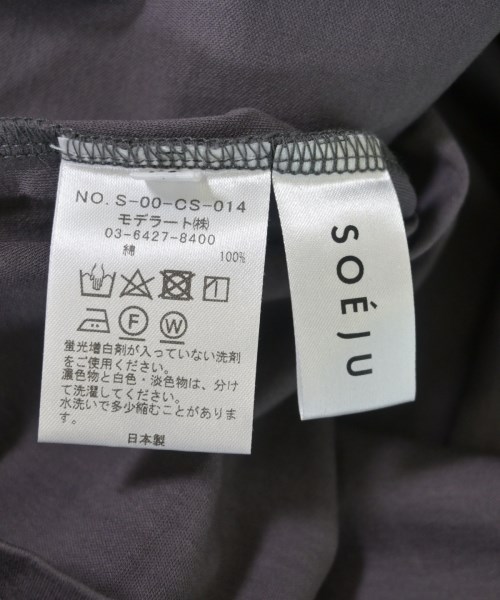 NO. S-00-CS-014
モデラート㈱
03-6427-8400
綿 100%
F W
蛍光増白剤が入っていない洗剤
をご使用ください。
濃色物と白色・淡色物は、分け
て洗濯してください。
水洗いで多少縮むことがありま
す。
日本製
SOÉJU